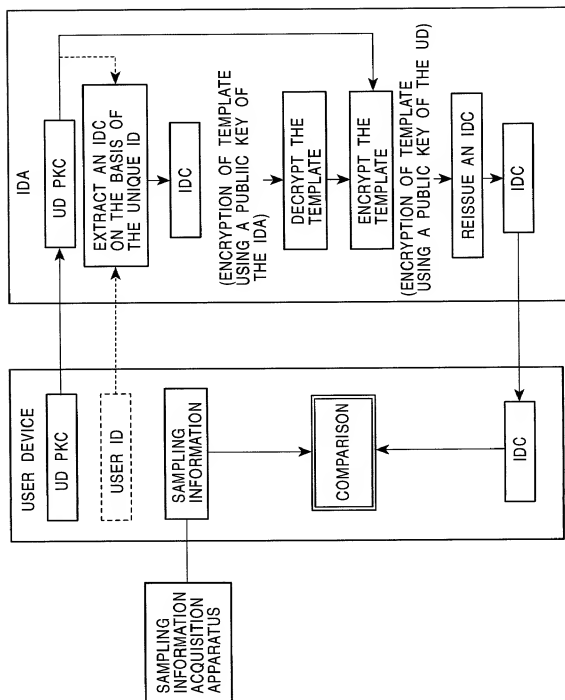 SAMPLING
INFORMATION
ACQUISITION
APPARATUS
USER DEVICE
UD PKC
USER ID
SAMPLING
INFORMATION
COMPARISON
IDC
IDA
UD PKC
EXTRACT AN IDC
ON THE BASIS OF
THE UNIQUE ID
IDC
(ENCRYPTION OF TEMPLATE
USING A PUBLIC KEY OF
THE IDA)
DECRYPT THE
TEMPLATE
ENCRYPT THE
TEMPLATE
(ENCRYPTION OF TEMPLATE
USING A PUBLIC KEY OF THE UD)
REISSUE AN IDC
IDC